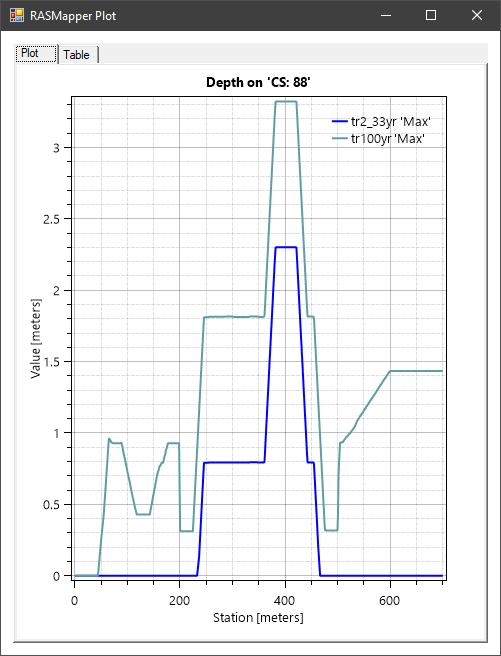 RASMapper Plot
Plot Table
Depth on 'CS: 88'
tr2_33yr 'Max'
tr100yr 'Max'
3
2.5
2
1.5
1
0.5
0
Value [meters]
0 200 400 600
Station [meters]